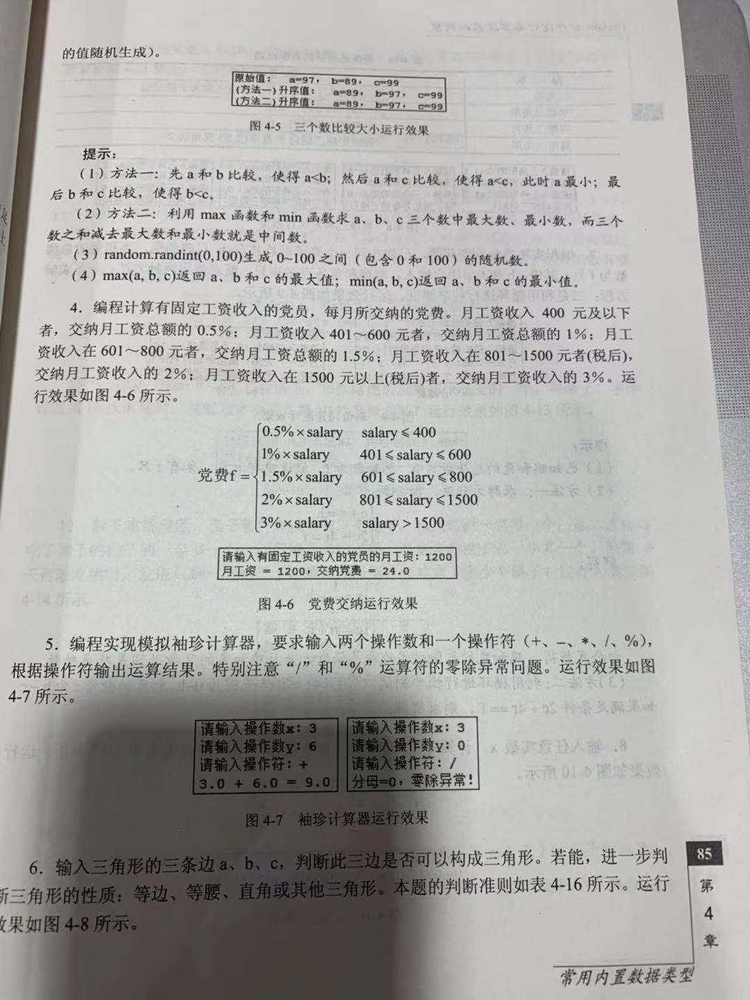 的值随机生成)。
原始值： a=97， b=89， c=99
(方法一)升序值： a=89， b=97， c=99
(方法二)升序值： a=89， b=97， c=99
图 4-5 三个数比较大小运行效果
提示：
（1）方法一：先 a 和 b 比较，使得 a<b；然后 a 和 c 比较，使得 a<c，此时 a 最小；最
后 b 和 c 比较，使得 b<c。
（2）方法二：利用 max 函数和 min 函数求 a、b、c 三个数中最大数、最小数，而三个
数之和减去最大数和最小数就是中间数。
（3）random.randint(0,100)生成 0~100 之间（包含 0 和 100）的随机数。
（4）max(a, b, c)返回 a、b 和 c 的最大值；min(a, b, c)返回 a、b 和 c 的最小值。
4．编程计算有固定工资收入的党员，每月所交纳的党费。月工资收入 400 元及以下
者，交纳月工资总额的 0.5%；月工资收入 401～600 元者，交纳月工资总额的 1%；月工
资收入在 601～800 元者，交纳月工资总额的 1.5%；月工资收入在 801～1500 元者(税后)，
交纳月工资收入的 2%；月工资收入在 1500 元以上(税后)者，交纳月工资收入的 3%。运
行效果如图 4-6 所示。
0.5%×salary salary⩽400
1%×salary 401⩽salary⩽600
党费f = 1.5%×salary 601⩽salary⩽800
2%×salary 801⩽salary⩽1500
3%×salary salary>1500
请输入有固定工资收入的党员的月工资：1200
月工资 = 1200，交纳党费 = 24.0
图 4-6 党费交纳运行效果
5．编程实现模拟袖珍计算器，要求输入两个操作数和一个操作符（+、–、*、/、%），
根据操作符输出运算结果。特别注意“/”和“%”运算符的零除异常问题。运行效果如图
4-7 所示。
请输入操作数x：3
请输入操作数y：6
请输入操作符：+
3.0 + 6.0 = 9.0
请输入操作数x：3
请输入操作数y：0
请输入操作符：/
分母=0，零除异常！
图 4-7 袖珍计算器运行效果
6．输入三角形的三条边 a、b、c，判断此三边是否可以构成三角形。若能，进一步判
断三角形的性质：等边、等腰、直角或其他三角形。本题的判断准则如表 4-16 所示。运行
效果如图 4-8 所示。
85
第
4
章
常用内置数据类型